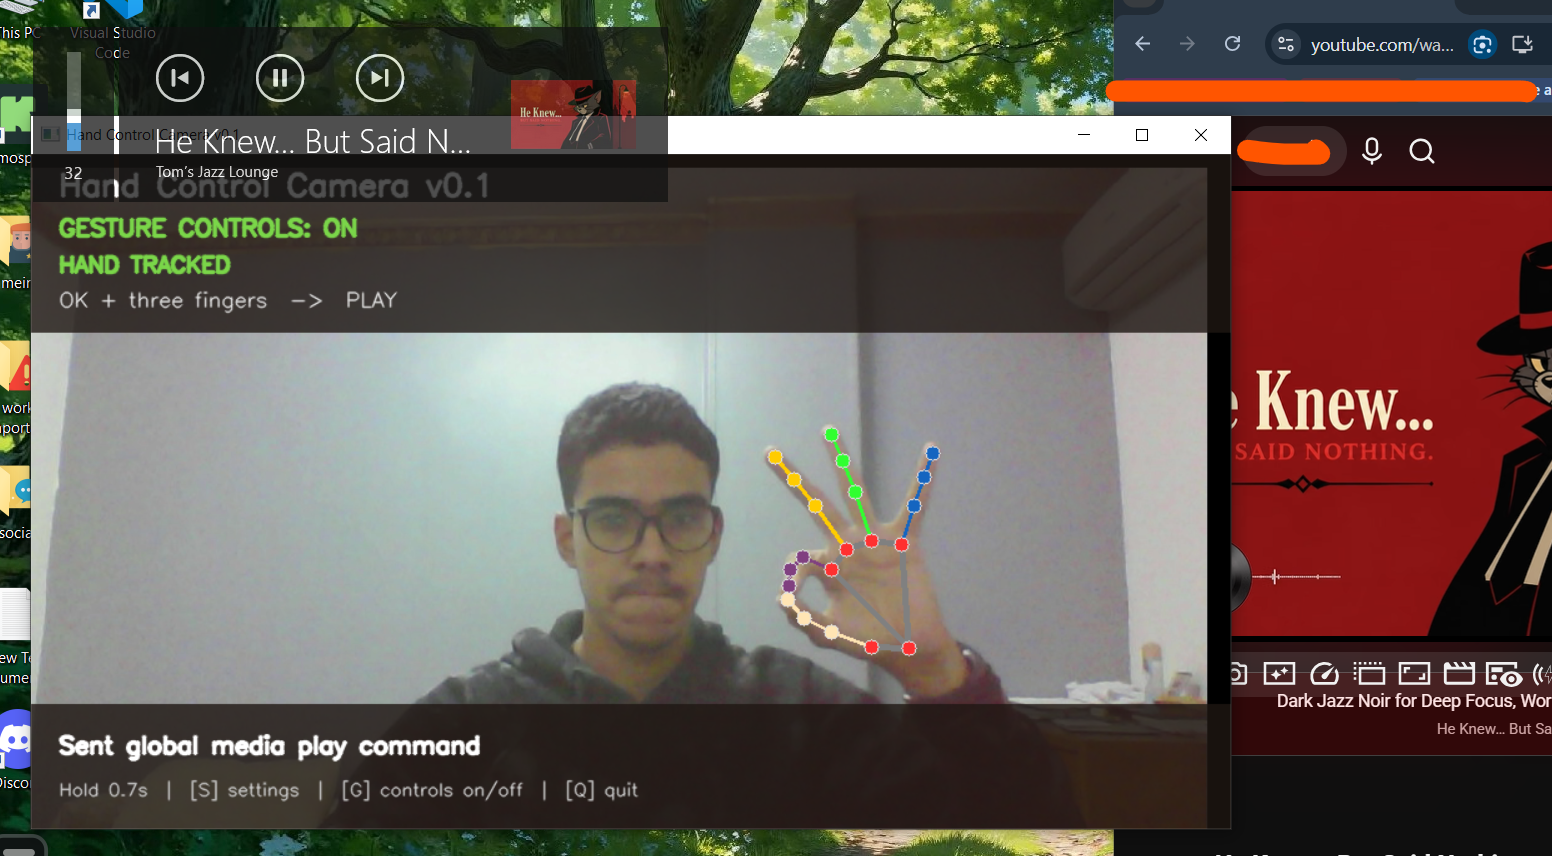 This PC
Visual Studio
Code
youtube.com/wa...
Hand Control Camera v0.1
He Knew... But Said N...
Tom's Jazz Lounge
32
He Knew...
Hand Control Camera v0.1
GESTURE CONTROLS: ON
HAND TRACKED
OK + three fingers -> PLAY
Knew...
SAID NOTHING.
Sent global media play command
Hold 0.7s | [S] settings | [G] controls on/off | [Q] quit
Dark Jazz Noir for Deep Focus, Wor
He Knew... But Sa